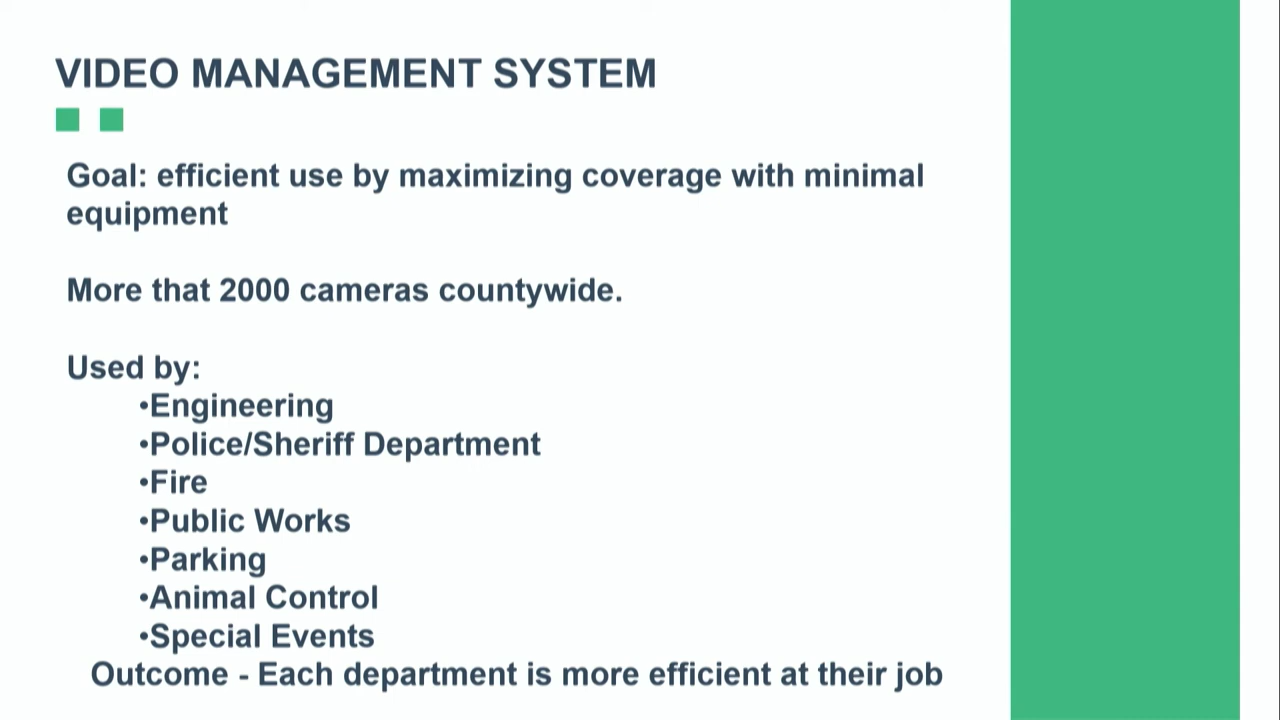 VIDEO MANAGEMENT SYSTEM
Goal: efficient use by maximizing coverage with minimal
equipment
More that 2000 cameras countywide.
Used by:
•Engineering
•Police/Sheriff Department
•Fire
•Public Works
•Parking
•Animal Control
•Special Events
Outcome - Each department is more efficient at their job